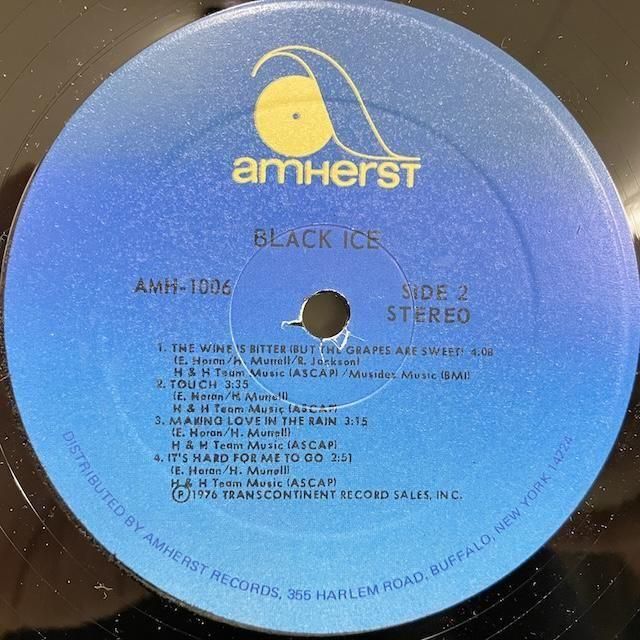 amHerST
BLACK ICE
AMH-1006
SIDE 2
STEREO
1. THE WINE IS BITTER (BUT THE GRAPES ARE SWEET) 4:08
(E. Horan/H. Murrell/R. Jackson)
H & H Team Music (ASCAP) /Musidex Music (BMI)
2. TOUCH 3:35
(E. Horan/H. Murrell)
H & H Team Music (ASCAP)
3. MAKING LOVE IN THE RAIN 3:15
(E. Horan/H. Murrell)
H & H Team Music (ASCAP)
4. IT'S HARD FOR ME TO GO 2:51
(E. Horan/H. Murrell)
H & H Team Music (ASCAP)
Ⓟ1976 TRANSCONTINENT RECORD SALES, INC.
DISTRIBUTED BY AMHERST RECORDS, 355 HARLEM ROAD, BUFFALO, NEW YORK 14224